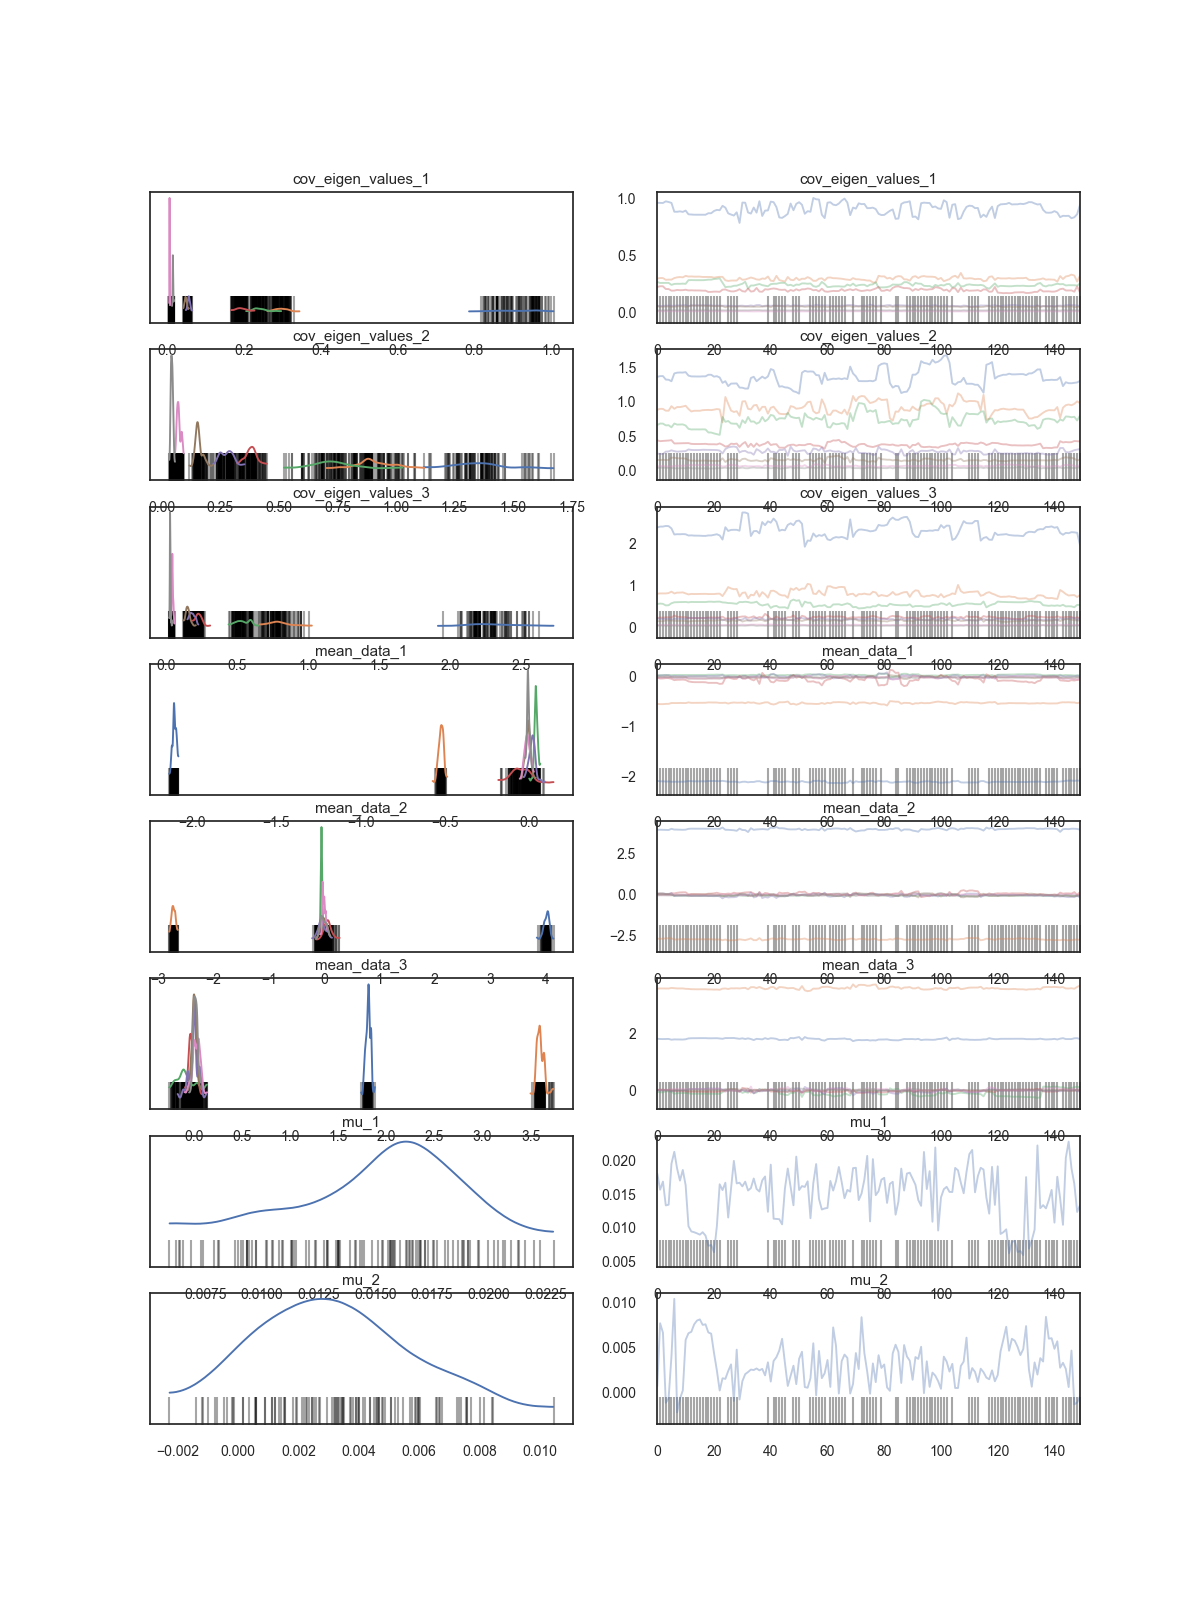 cov_eigen_values_1 cov_eigen_values_1
1.0
0.5
0.0
0.0 0.2 0.4 0.6 0.8 1.0 0 20 40 60 80 100 120 140
cov_eigen_values_2 cov_eigen_values_2
1.5
1.0
0.5
0.0
0.00 0.25 0.50 0.75 1.00 1.25 1.50 1.75 0 20 40 60 80 100 120 140
cov_eigen_values_3 cov_eigen_values_3
2
1
0
0.0 0.5 1.0 1.5 2.0 2.5 0 20 40 60 80 100 120 140
mean_data_1 mean_data_1
0
−1
−2
−2.0 −1.5 −1.0 −0.5 0.0 0 20 40 60 80 100 120 140
mean_data_2 mean_data_2
2.5
0.0
−2.5
−3 −2 −1 0 1 2 3 4 0 20 40 60 80 100 120 140
mean_data_3 mean_data_3
2
0
0.0 0.5 1.0 1.5 2.0 2.5 3.0 3.5 0 20 40 60 80 100 120 140
mu_1 mu_1
0.020
0.015
0.010
0.005
0.0075 0.0100 0.0125 0.0150 0.0175 0.0200 0.0225 0 20 40 60 80 100 120 140
mu_2 mu_2
0.010
0.005
0.000
−0.002 0.000 0.002 0.004 0.006 0.008 0.010 0 20 40 60 80 100 120 140